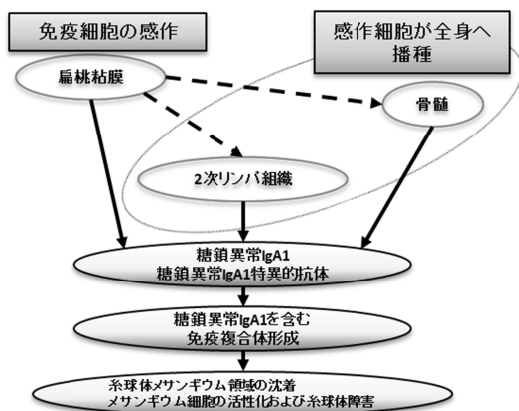 免疫細胞の感作
感作細胞が全身へ
播種
扁桃粘膜
骨髄
2次リンパ組織
糖鎖異常IgA1
糖鎖異常IgA1特異的抗体
糖鎖異常IgA1を含む
免疫複合体形成
糸球体メサンギウム領域の沈着
メサンギウム細胞の活性化および糸球体障害